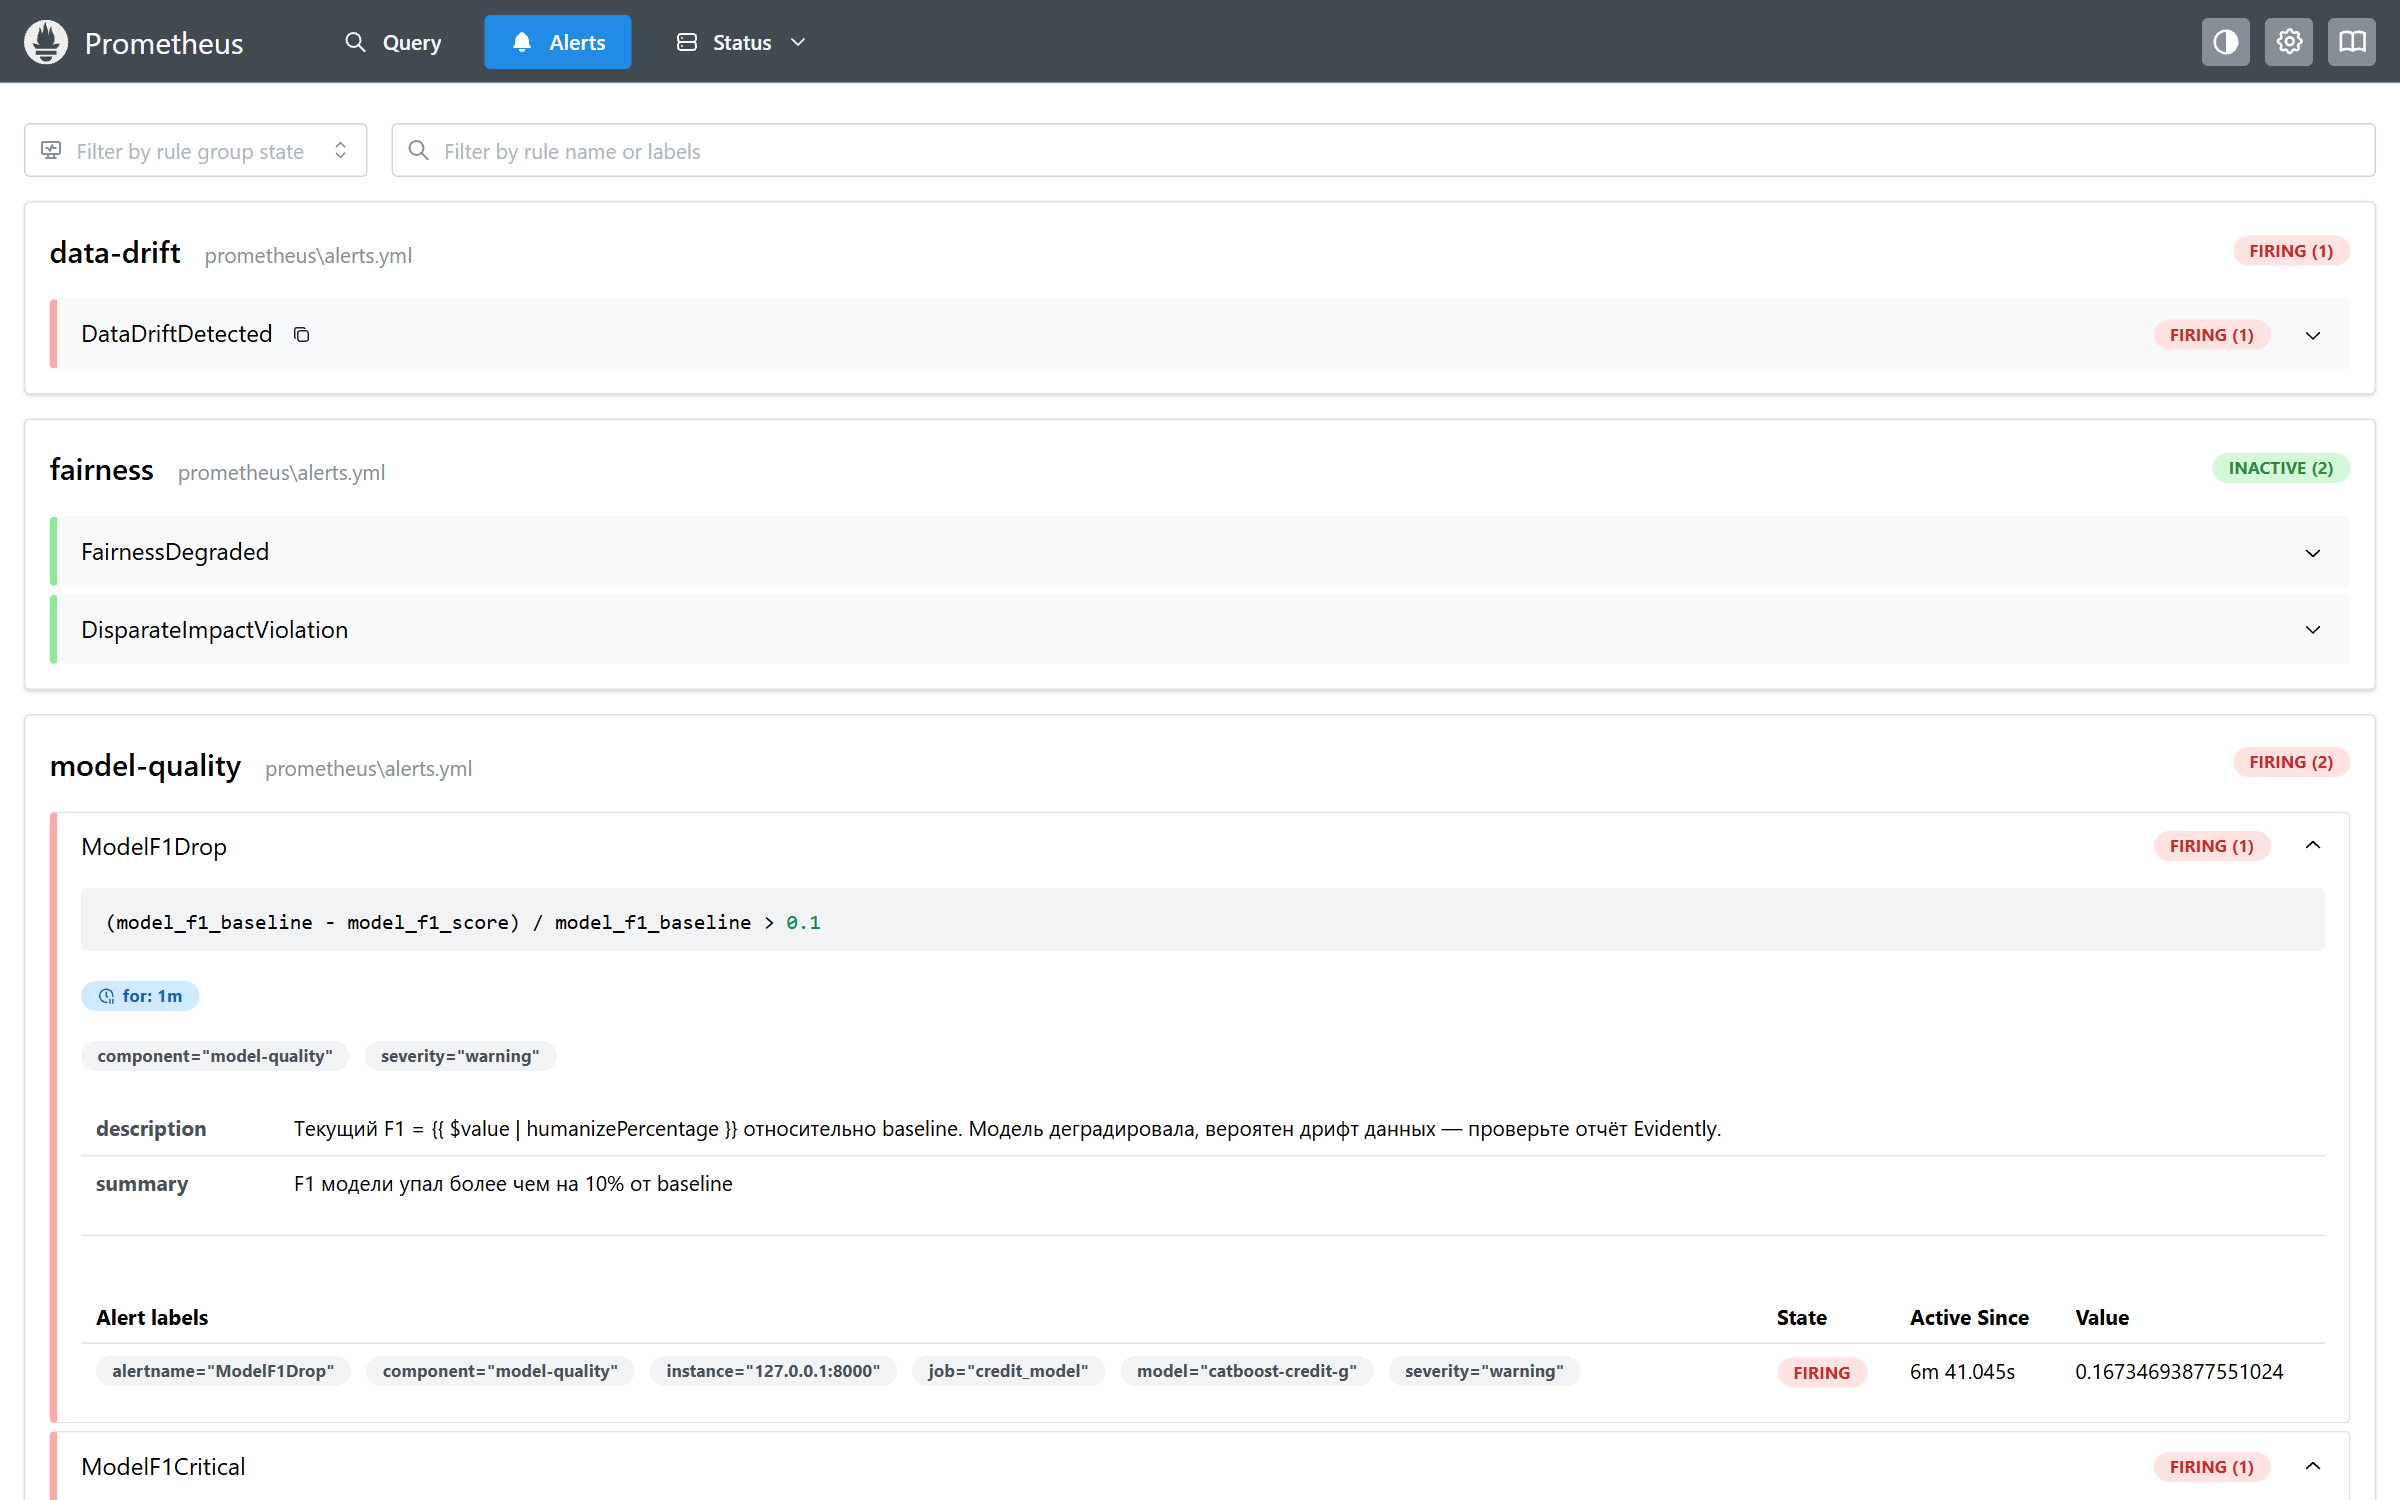 Prometheus
Query
Alerts
Status
Filter by rule group state
Filter by rule name or labels
data-drift prometheus\alerts.yml FIRING (1)
DataDriftDetected FIRING (1)
fairness prometheus\alerts.yml INACTIVE (2)
FairnessDegraded
DisparateImpactViolation
model-quality prometheus\alerts.yml FIRING (2)
ModelF1Drop FIRING (1)
(model_f1_baseline - model_f1_score) / model_f1_baseline > 0.1
for: 1m
component="model-quality" severity="warning"
description Текущий F1 = {{ $value | humanizePercentage }} относительно baseline. Модель деградировала, вероятен дрифт данных — проверьте отчёт Evidently.
summary F1 модели упал более чем на 10% от baseline
Alert labels State Active Since Value
alertname="ModelF1Drop" component="model-quality" instance="127.0.0.1:8000" job="credit_model" model="catboost-credit-g" severity="warning" FIRING 6m 41.045s 0.16734693877551024
ModelF1Critical FIRING (1)